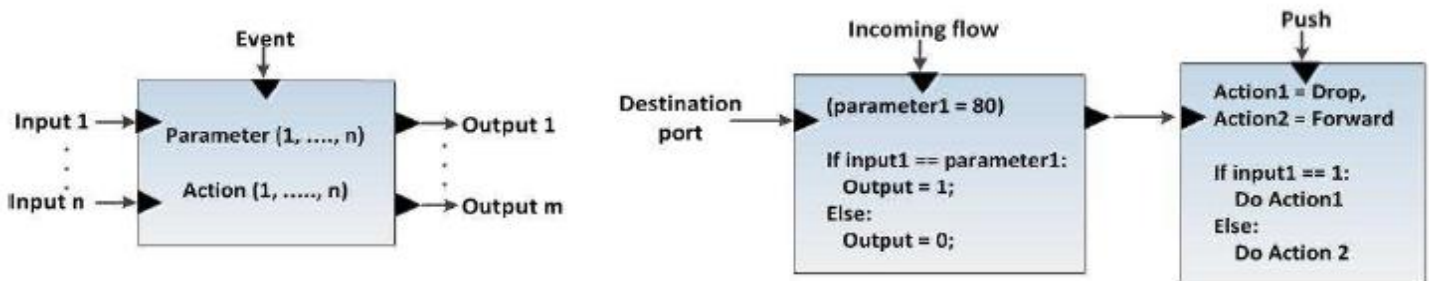 Event
Input 1
Parameter (1, ...., n)
Output 1
Input n
Action (1, ....., n)
Output m
Incoming flow
Destination
port
(parameter1 = 80)
If input1 == parameter1:
Output = 1;
Else:
Output = 0;
Push
Action1 = Drop,
Action2 = Forward
If input1 == 1:
Do Action1
Else:
Do Action 2